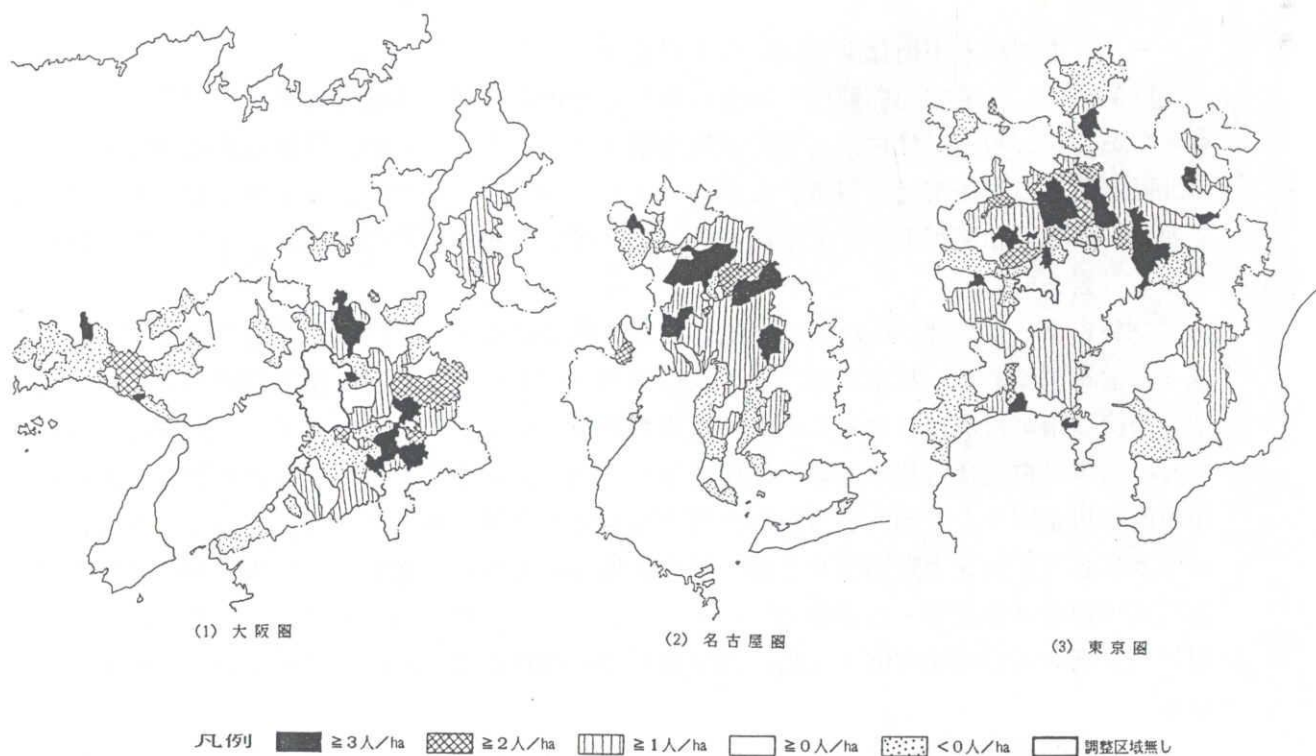 (1) 大阪圏
(2) 名古屋圏
(3) 東京圏
凡例 ≧3人/ha ≧2人/ha ≧1人/ha ≧0人/ha <0人/ha 調整区域無し